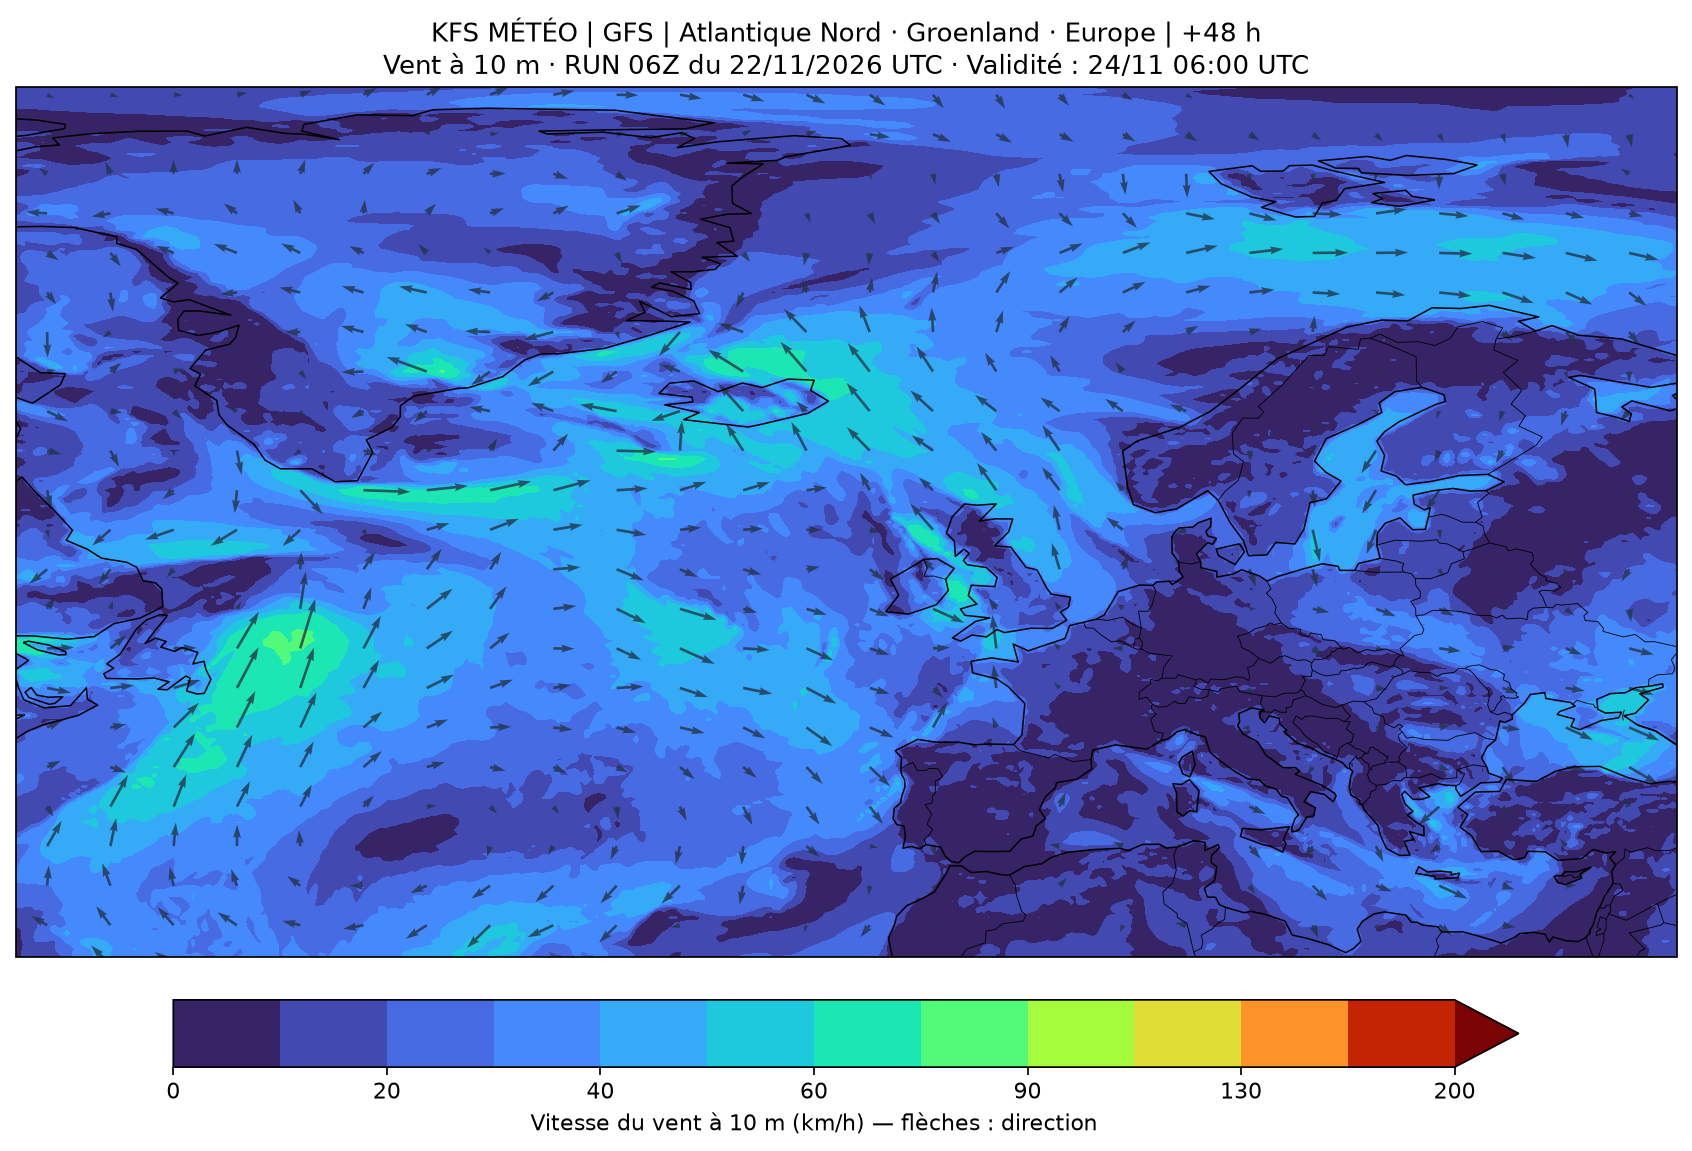 KFS MÉTÉO | GFS | Atlantique Nord · Groenland · Europe | +48 h
Vent à 10 m · RUN 06Z du 22/11/2026 UTC · Validité : 24/11 06:00 UTC
0 20 40 60 90 130 200
Vitesse du vent à 10 m (km/h) — flèches : direction